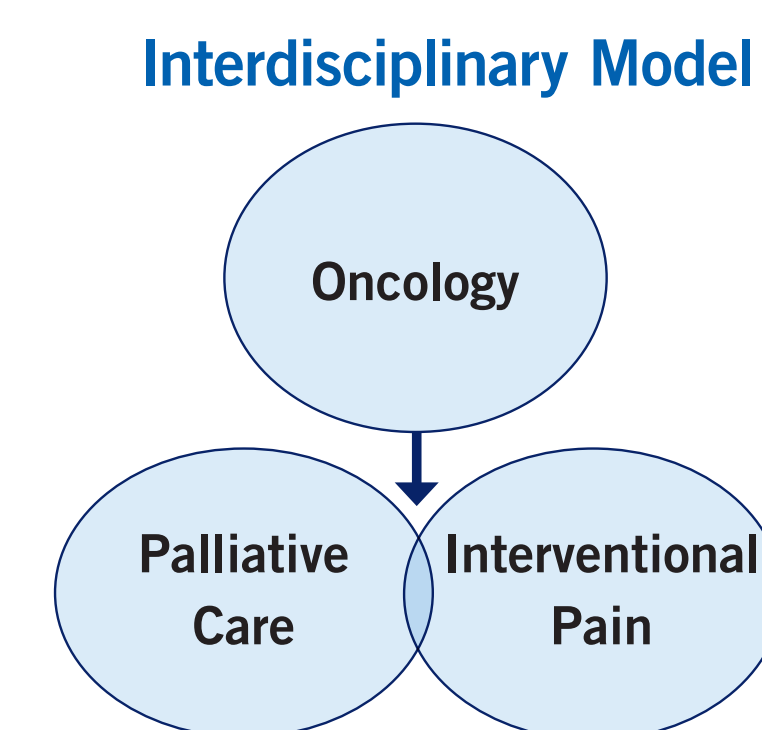 Interdisciplinary Model
Oncology
Palliative
Care
Interventional
Pain